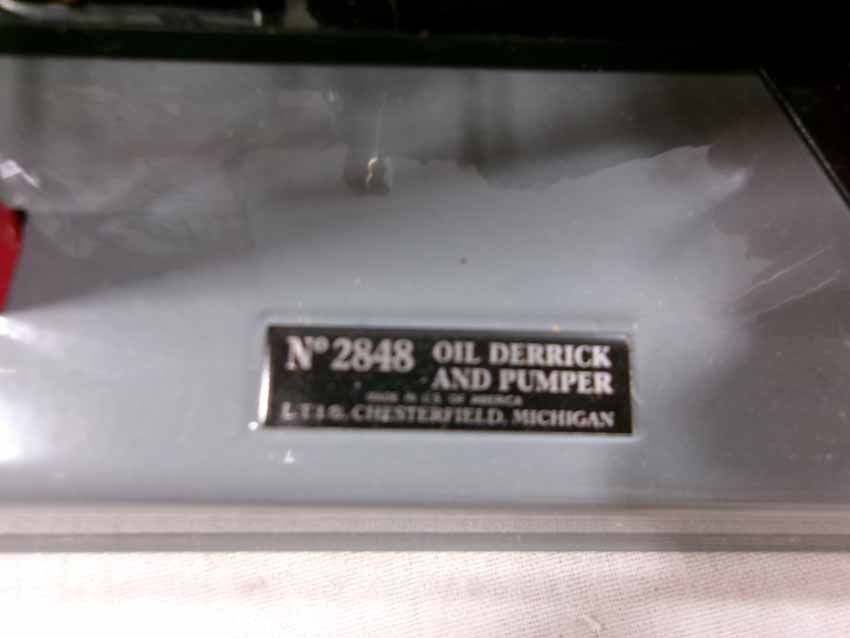 Nº 2848 OIL DERRICK
AND PUMPER
MADE IN U.S. OF AMERICA
CHESTERFIELD, MICHIGAN